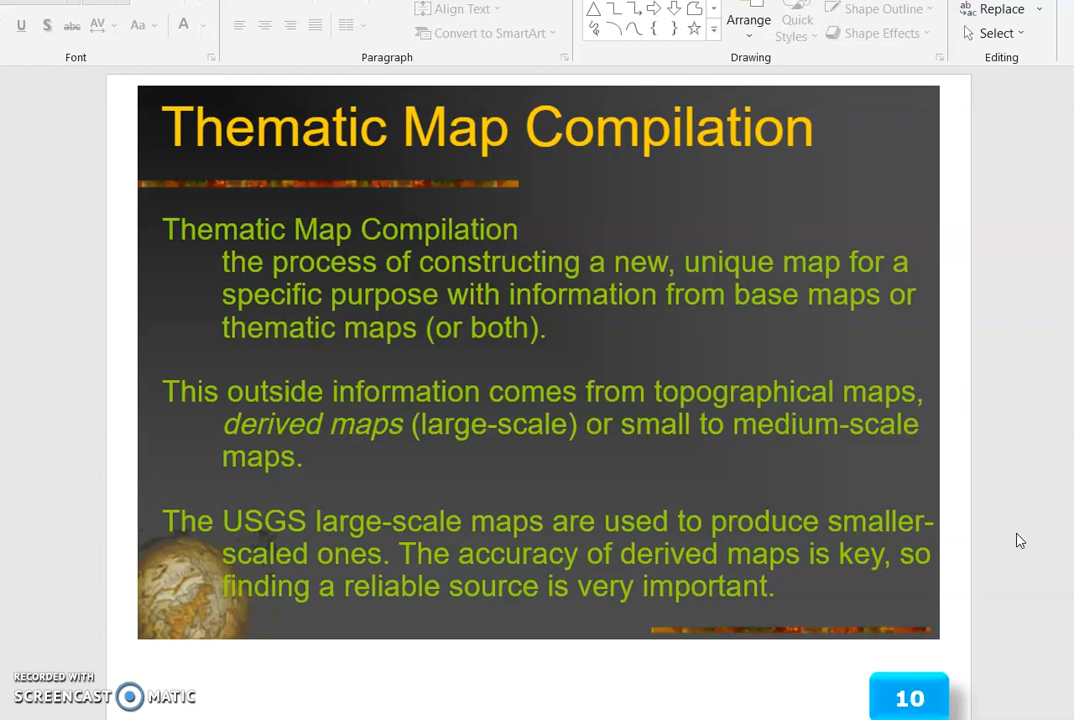 Align Text
Replace
U S abc AV Aa A
Convert to SmartArt
Arrange
Quick
Styles
Shape Outline
Shape Effects
Select
Font
Paragraph
Drawing
Editing
Thematic Map Compilation
Thematic Map Compilation
the process of constructing a new, unique map for a
specific purpose with information from base maps or
thematic maps (or both).
This outside information comes from topographical maps,
derived maps (large-scale) or small to medium-scale
maps.
The USGS large-scale maps are used to produce smaller-
scaled ones. The accuracy of derived maps is key, so
finding a reliable source is very important.
RECORDED WITH
SCREENCAST MATIC
10